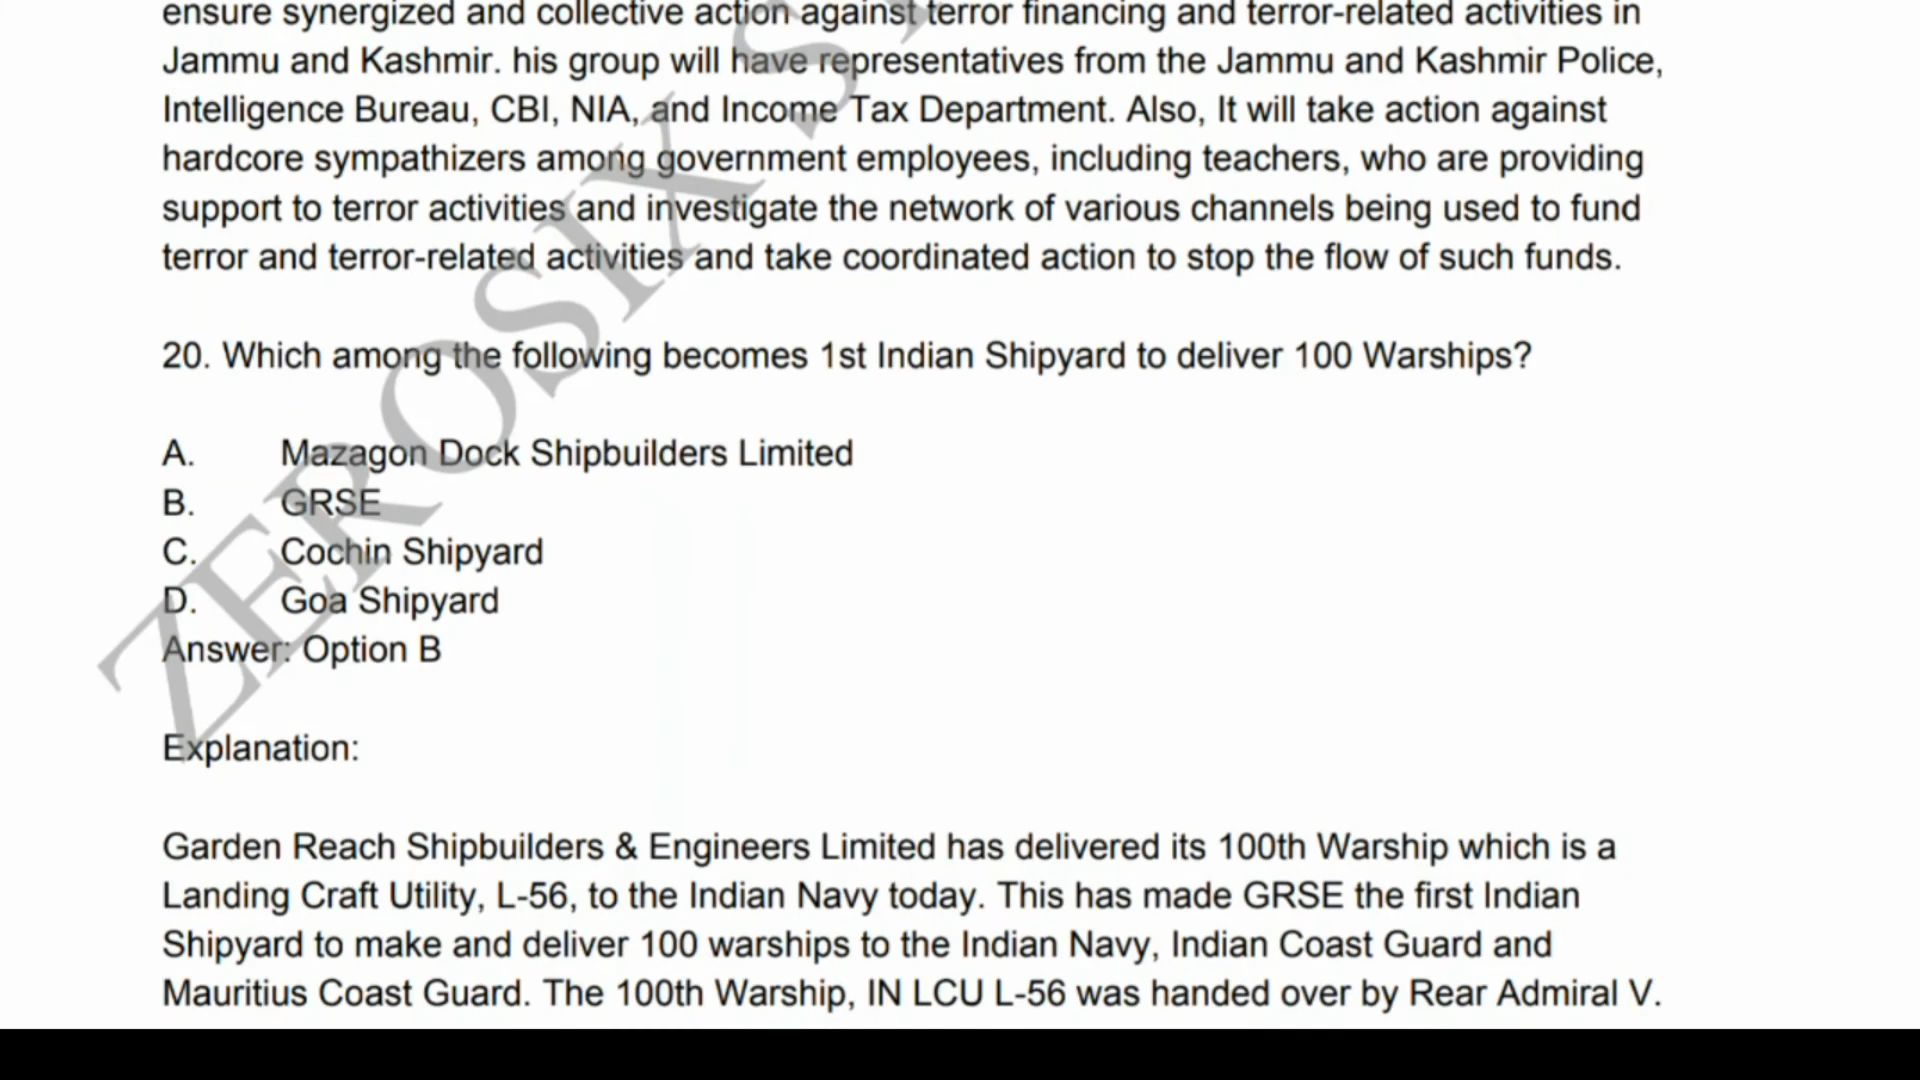 ensure synergized and collective action against terror financing and terror-related activities in
Jammu and Kashmir. his group will have representatives from the Jammu and Kashmir Police,
Intelligence Bureau, CBI, NIA, and Income Tax Department. Also, It will take action against
hardcore sympathizers among government employees, including teachers, who are providing
support to terror activities and investigate the network of various channels being used to fund
terror and terror-related activities and take coordinated action to stop the flow of such funds.
20. Which among the following becomes 1st Indian Shipyard to deliver 100 Warships?
A. Mazagon Dock Shipbuilders Limited
B. GRSE
C. Cochin Shipyard
D. Goa Shipyard
Answer: Option B
Explanation:
Garden Reach Shipbuilders & Engineers Limited has delivered its 100th Warship which is a
Landing Craft Utility, L-56, to the Indian Navy today. This has made GRSE the first Indian
Shipyard to make and deliver 100 warships to the Indian Navy, Indian Coast Guard and
Mauritius Coast Guard. The 100th Warship, IN LCU L-56 was handed over by Rear Admiral V.
ZEROSIX